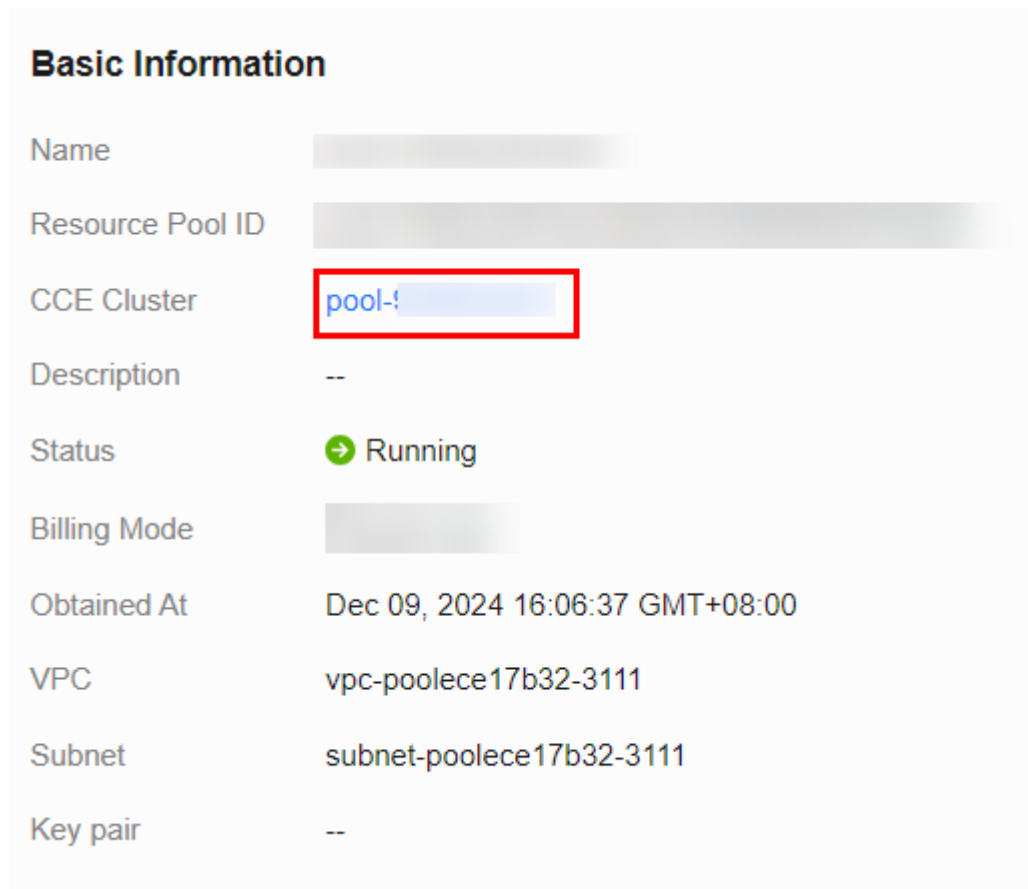 Basic Information
Name
Resource Pool ID
CCE Cluster pool-
Description --
Status Running
Billing Mode
Obtained At Dec 09, 2024 16:06:37 GMT+08:00
VPC vpc-poolece17b32-3111
Subnet subnet-poolece17b32-3111
Key pair --